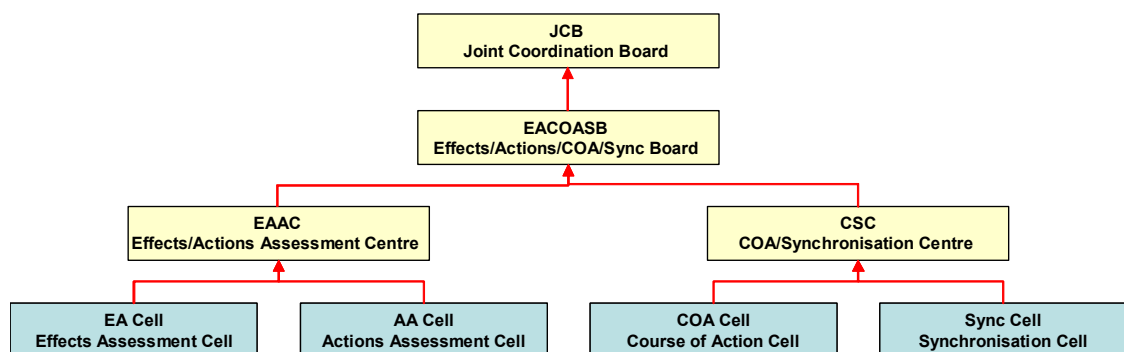 JCB
Joint Coordination Board
EACOASB
Effects/Actions/COA/Sync Board
EAAC
Effects/Actions Assessment Centre
CSC
COA/Synchronisation Centre
EA Cell
Effects Assessment Cell
AA Cell
Actions Assessment Cell
COA Cell
Course of Action Cell
Sync Cell
Synchronisation Cell